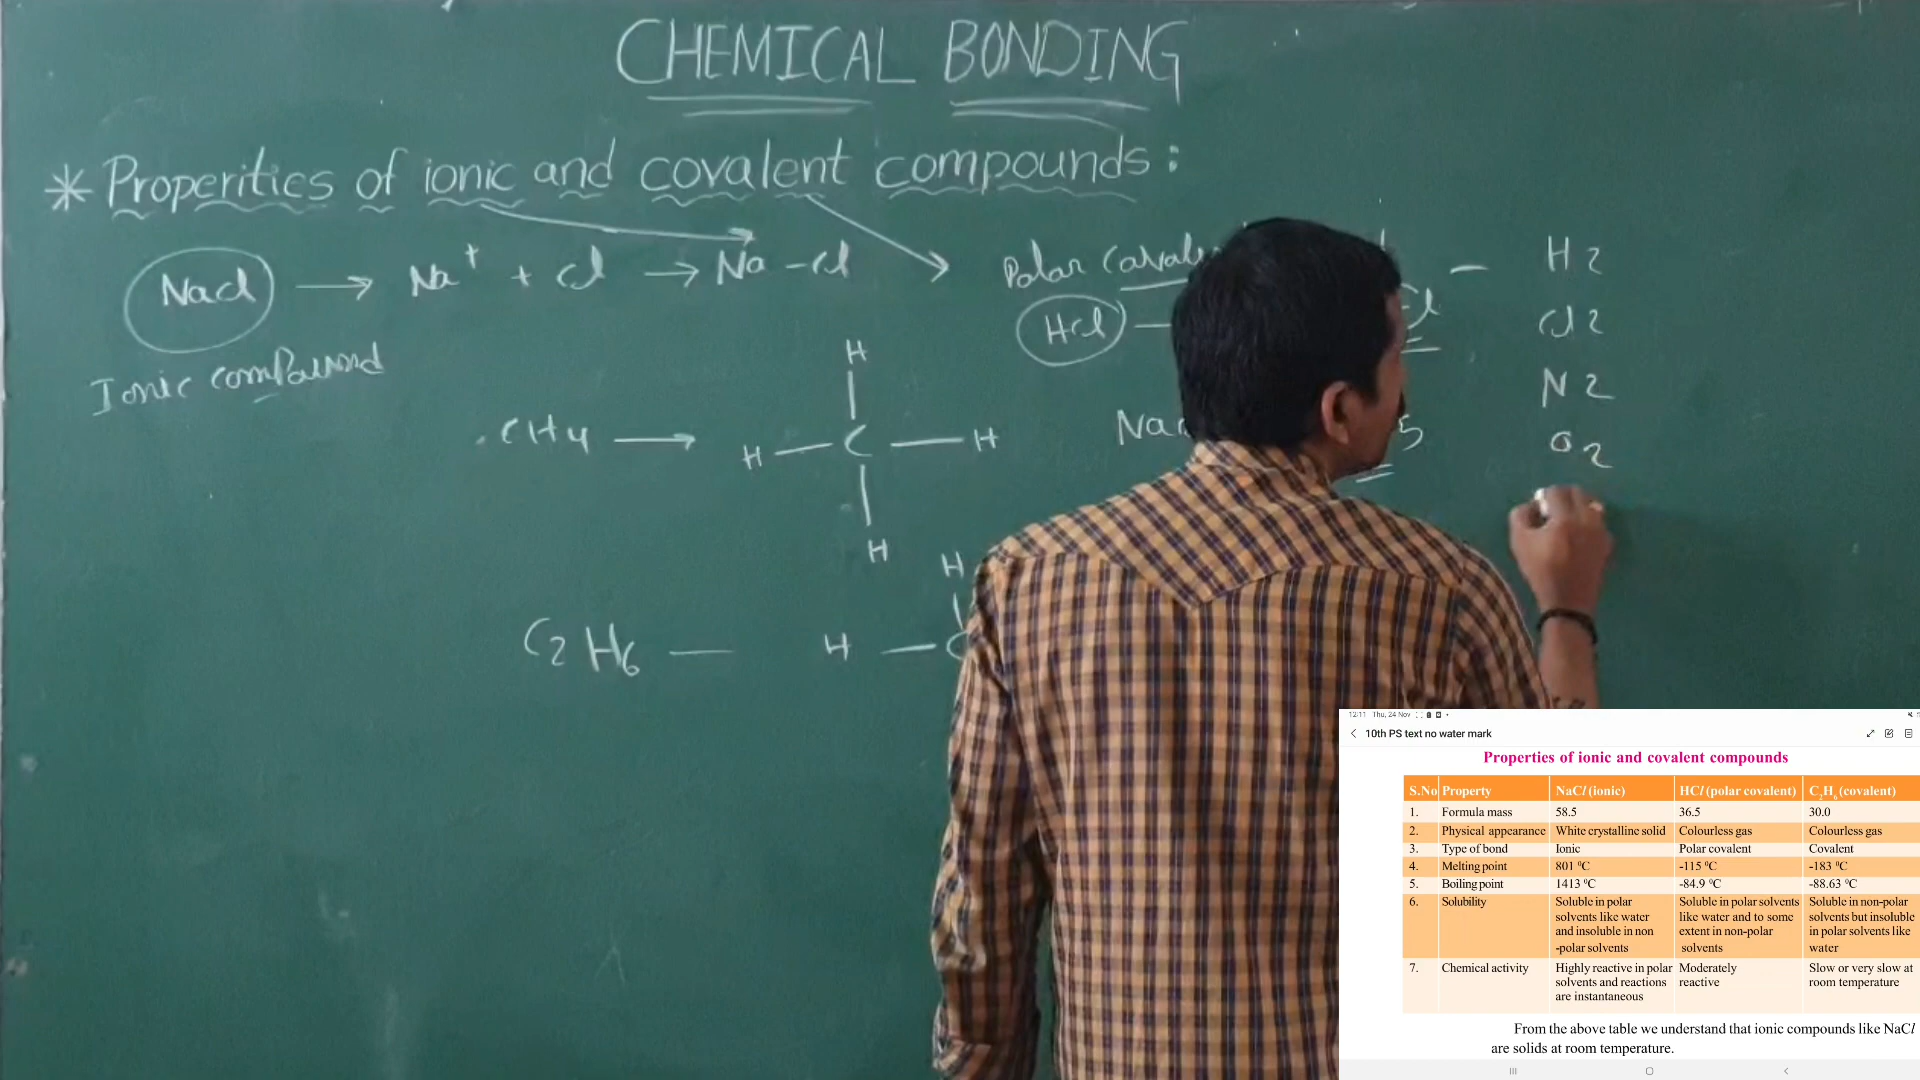 CHEMICAL BONDING
* Properities of ionic and covalent compounds:
Nacl → Na+ + Cl → Na - Cl
Ionic compound
Polar
Hcl —
H2
Cl2
N2
O2
CH4 →
H
H — C — H
H
5
C2H6 — H — C
H
12:11 Thu, 24 Nov
10th PS text no water mark
Properties of ionic and covalent compounds
S.No Property NaCl (ionic) HCl (polar covalent) C2H6 (covalent)
1. Formula mass 58.5 36.5 30.0
2. Physical appearance White crystalline solid Colourless gas Colourless gas
3. Type of bond Ionic Polar covalent Covalent
4. Melting point 801 °C -115 °C -183 °C
5. Boiling point 1413 °C -84.9 °C -88.63 °C
6. Solubility Soluble in polar Soluble in polar solvents Soluble in non-polar
solvents like water like water and to some solvents but insoluble
and insoluble in non extent in non-polar in polar solvents like
-polar solvents solvents water
7. Chemical activity Highly reactive in polar Moderately Slow or very slow at
solvents and reactions reactive room temperature
are instantaneous
From the above table we understand that ionic compounds like NaCl
are solids at room temperature.